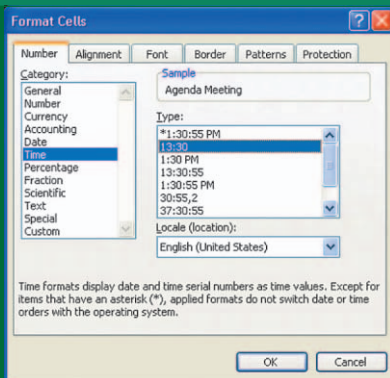 Format Cells
Number
Alignment
Font
Border
Patterns
Protection
Category:
General
Number
Currency
Accounting
Date
Time
Percentage
Fraction
Scientific
Text
Special
Custom
Sample
Agenda Meeting
Type:
*1:30:55 PM
13:30
1:30 PM
13:30:55
1:30:55 PM
30:55,2
37:30:55
Locale (location):
English (United States)
Time formats display date and time serial numbers as time values. Except for
items that have an asterisk (*), applied formats do not switch date or time
orders with the operating system.
OK
Cancel